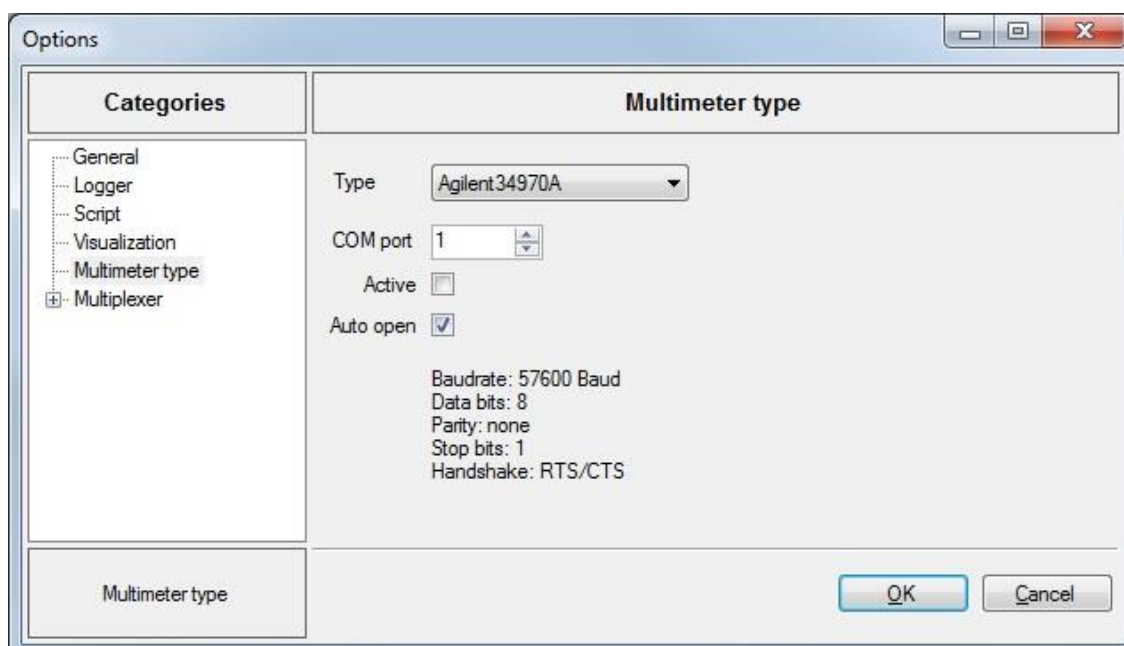 Options
Categories
General
Logger
Script
Visualization
Multimeter type
Multiplexer
Multimeter type
Multimeter type
Type Agilent34970A
COM port 1
Active
Auto open
Baudrate: 57600 Baud
Data bits: 8
Parity: none
Stop bits: 1
Handshake: RTS/CTS
OK Cancel